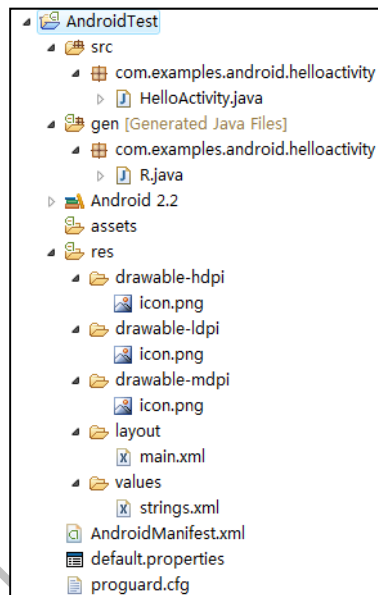 AndroidTest
src
com.examples.android.helloactivity
HelloActivity.java
gen [Generated Java Files]
com.examples.android.helloactivity
R.java
Android 2.2
assets
res
drawable-hdpi
icon.png
drawable-ldpi
icon.png
drawable-mdpi
icon.png
layout
main.xml
values
strings.xml
AndroidManifest.xml
default.properties
proguard.cfg